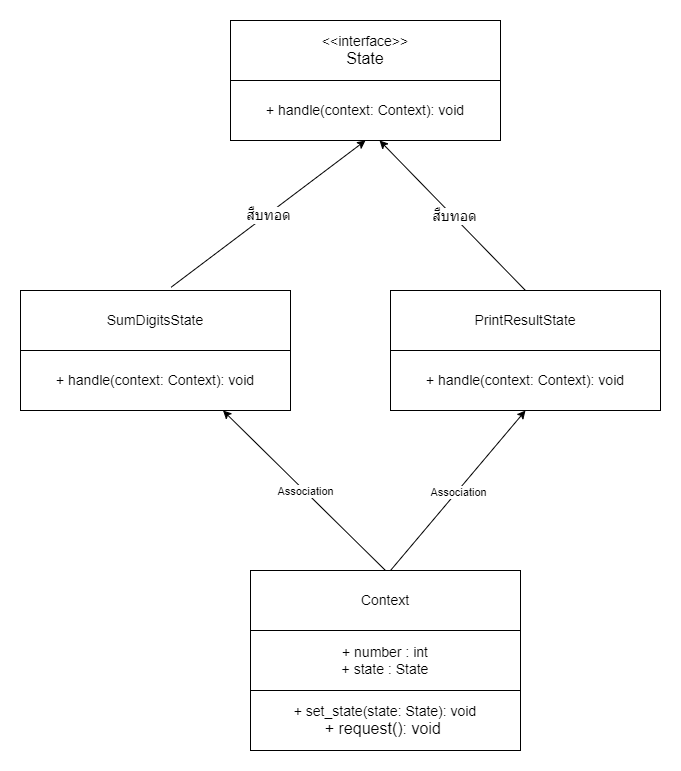 <<interface>>
State
+ handle(context: Context): void
สืบทอด
สืบทอด
SumDigitsState
+ handle(context: Context): void
PrintResultState
+ handle(context: Context): void
Association
Association
Context
+ number : int
+ state : State
+ set_state(state: State): void
+ request(): void